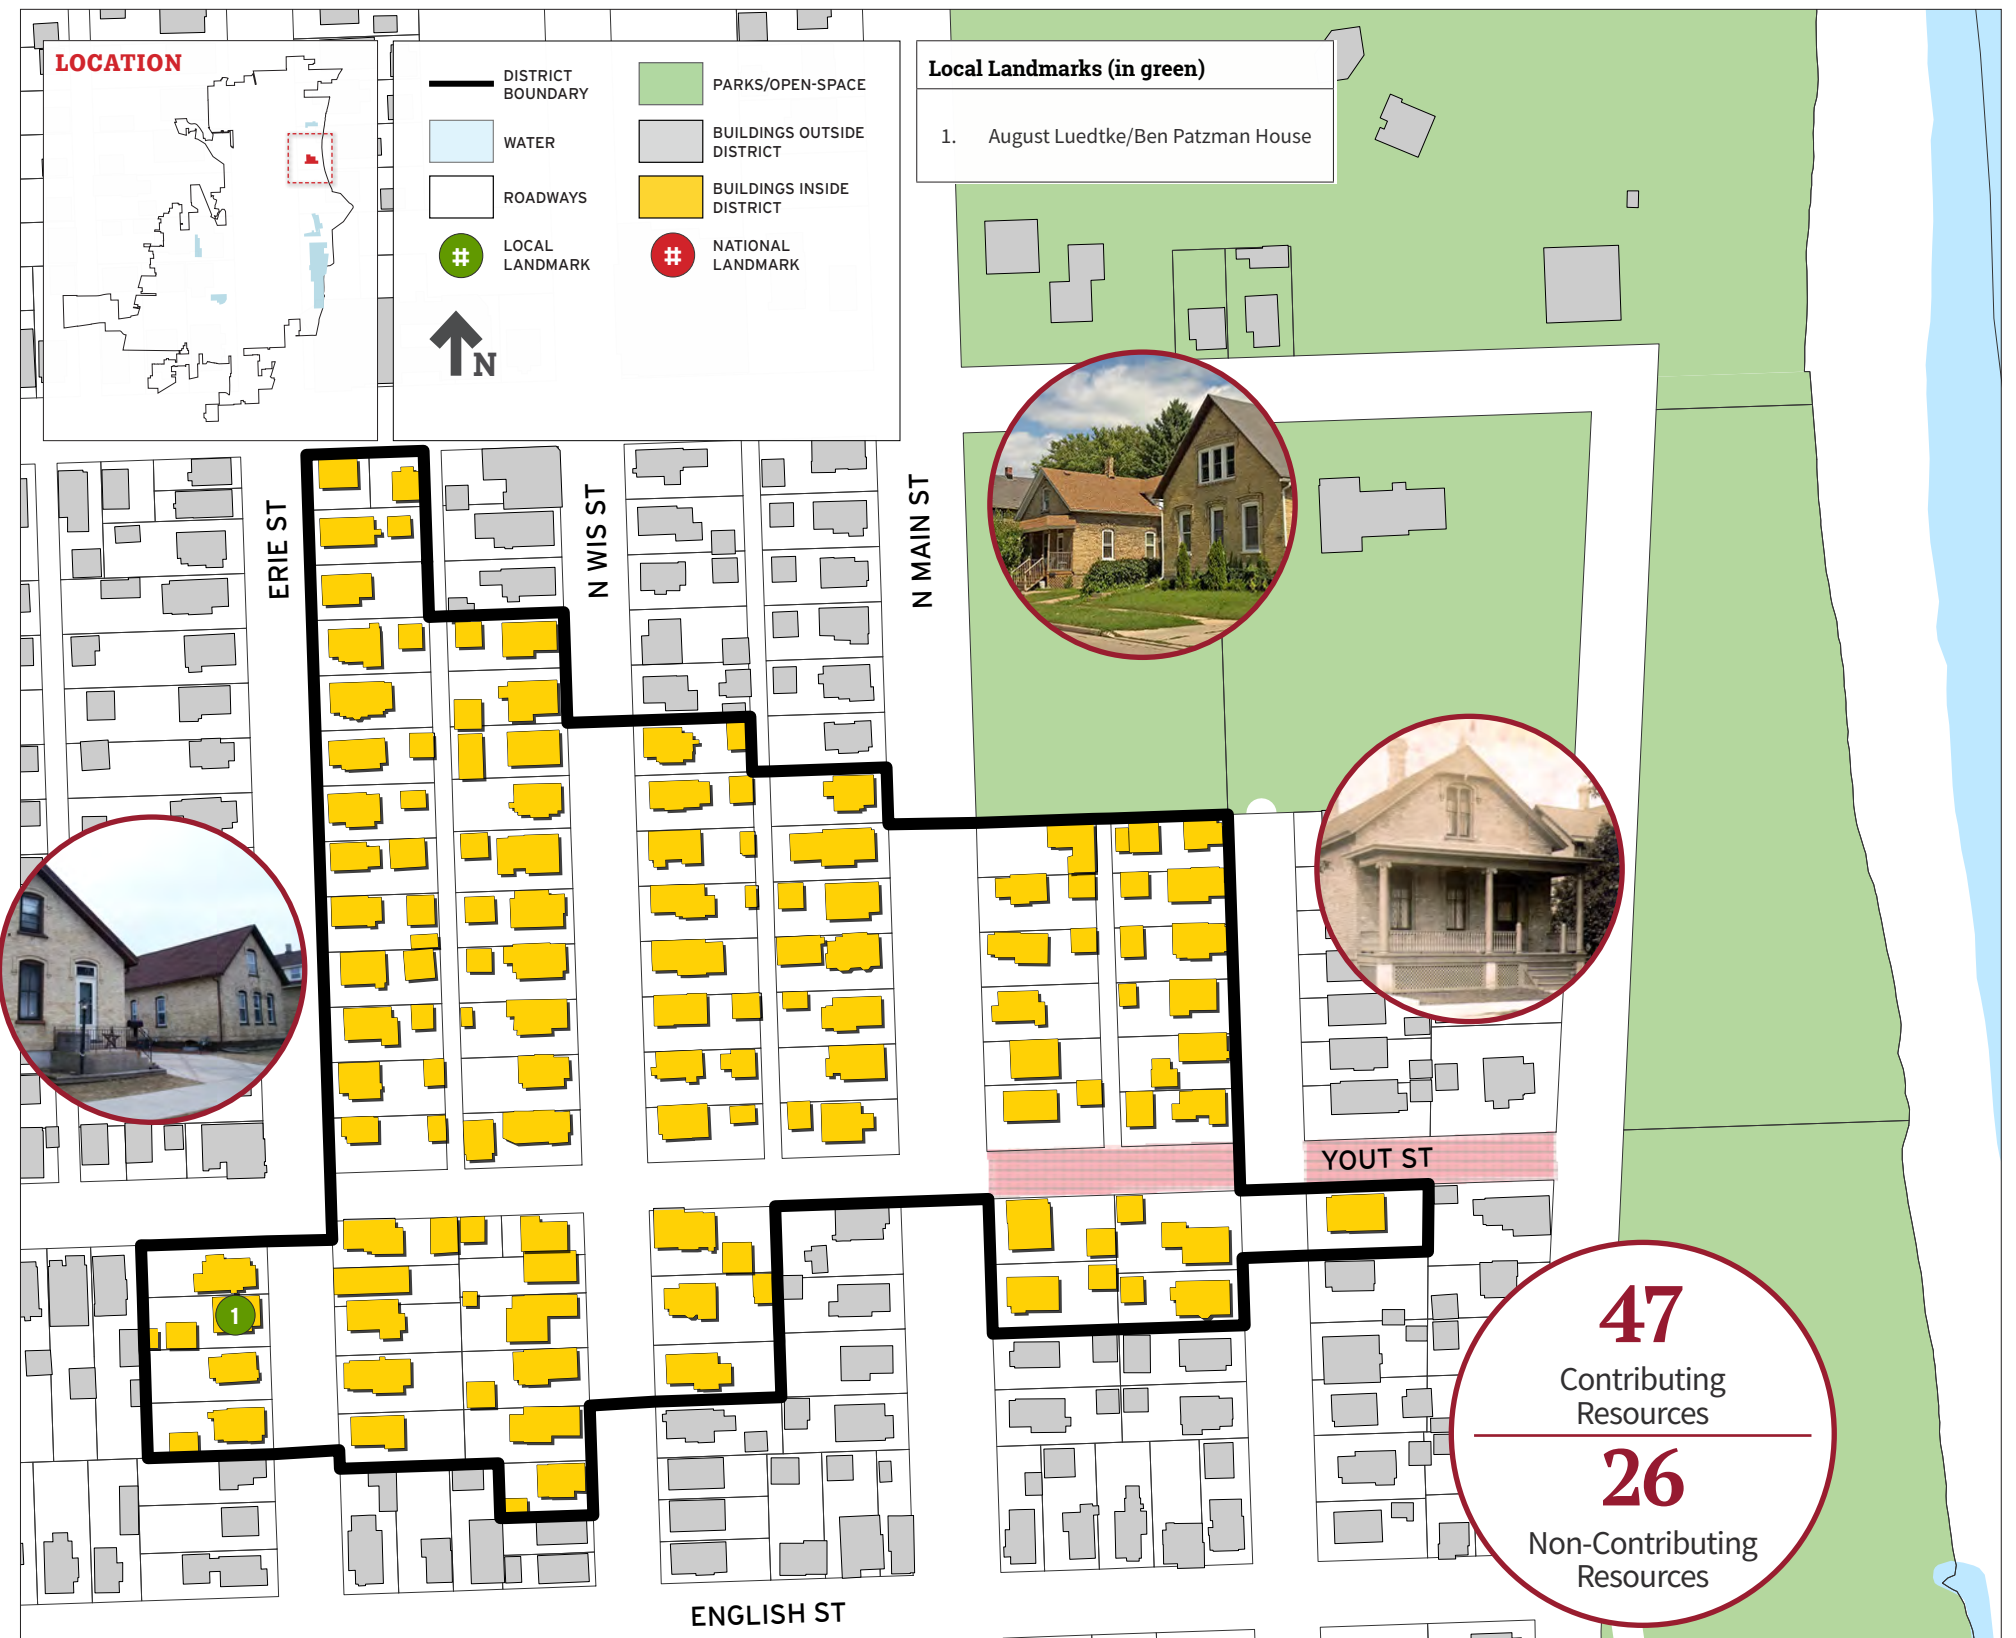 LOCATION
DISTRICT
BOUNDARY
WATER
ROADWAYS
#
LOCAL
LANDMARK
N
PARKS/OPEN-SPACE
BUILDINGS OUTSIDE
DISTRICT
BUILDINGS INSIDE
DISTRICT
#
NATIONAL
LANDMARK
Local Landmarks (in green)
1. August Luedtke/Ben Patzman House
ERIE ST
N WIS ST
N MAIN ST
YOUT ST
1
47
Contributing
Resources
26
Non-Contributing
Resources
ENGLISH ST